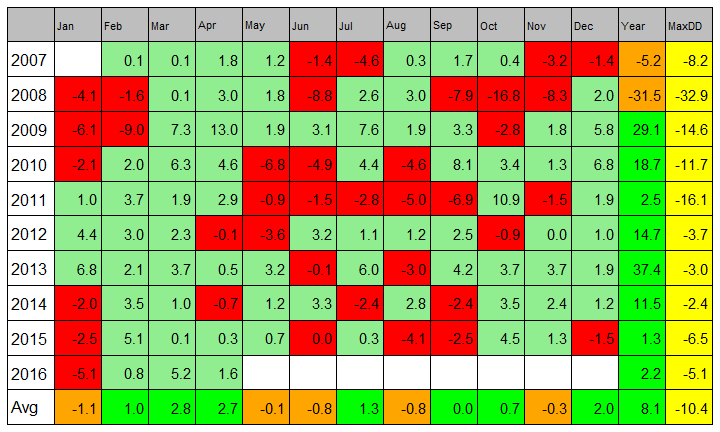 Jan Feb Mar Apr May Jun Jul Aug Sep Oct Nov Dec Year MaxDD
2007 0.1 0.1 1.8 1.2 -1.4 -4.6 0.3 1.7 0.4 -3.2 -1.4 -5.2 -8.2
2008 -4.1 -1.6 0.1 3.0 1.8 -8.8 2.6 3.0 -7.9 -16.8 -8.3 2.0 -31.5 -32.9
2009 -6.1 -9.0 7.3 13.0 1.9 3.1 7.6 1.9 3.3 -2.8 1.8 5.8 29.1 -14.6
2010 -2.1 2.0 6.3 4.6 -6.8 -4.9 4.4 -4.6 8.1 3.4 1.3 6.8 18.7 -11.7
2011 1.0 3.7 1.9 2.9 -0.9 -1.5 -2.8 -5.0 -6.9 10.9 -1.5 1.9 2.5 -16.1
2012 4.4 3.0 2.3 -0.1 -3.6 3.2 1.1 1.2 2.5 -0.9 0.0 1.0 14.7 -3.7
2013 6.8 2.1 3.7 0.5 3.2 -0.1 6.0 -3.0 4.2 3.7 3.7 1.9 37.4 -3.0
2014 -2.0 3.5 1.0 -0.7 1.2 3.3 -2.4 2.8 -2.4 3.5 2.4 1.2 11.5 -2.4
2015 -2.5 5.1 0.1 0.3 0.7 0.0 0.3 -4.1 -2.5 4.5 1.3 -1.5 1.3 -6.5
2016 -5.1 0.8 5.2 1.6 2.2 -5.1
Avg -1.1 1.0 2.8 2.7 -0.1 -0.8 1.3 -0.8 0.0 0.7 -0.3 2.0 8.1 -10.4